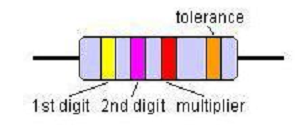 tolerance
1st digit 2nd digit multiplier